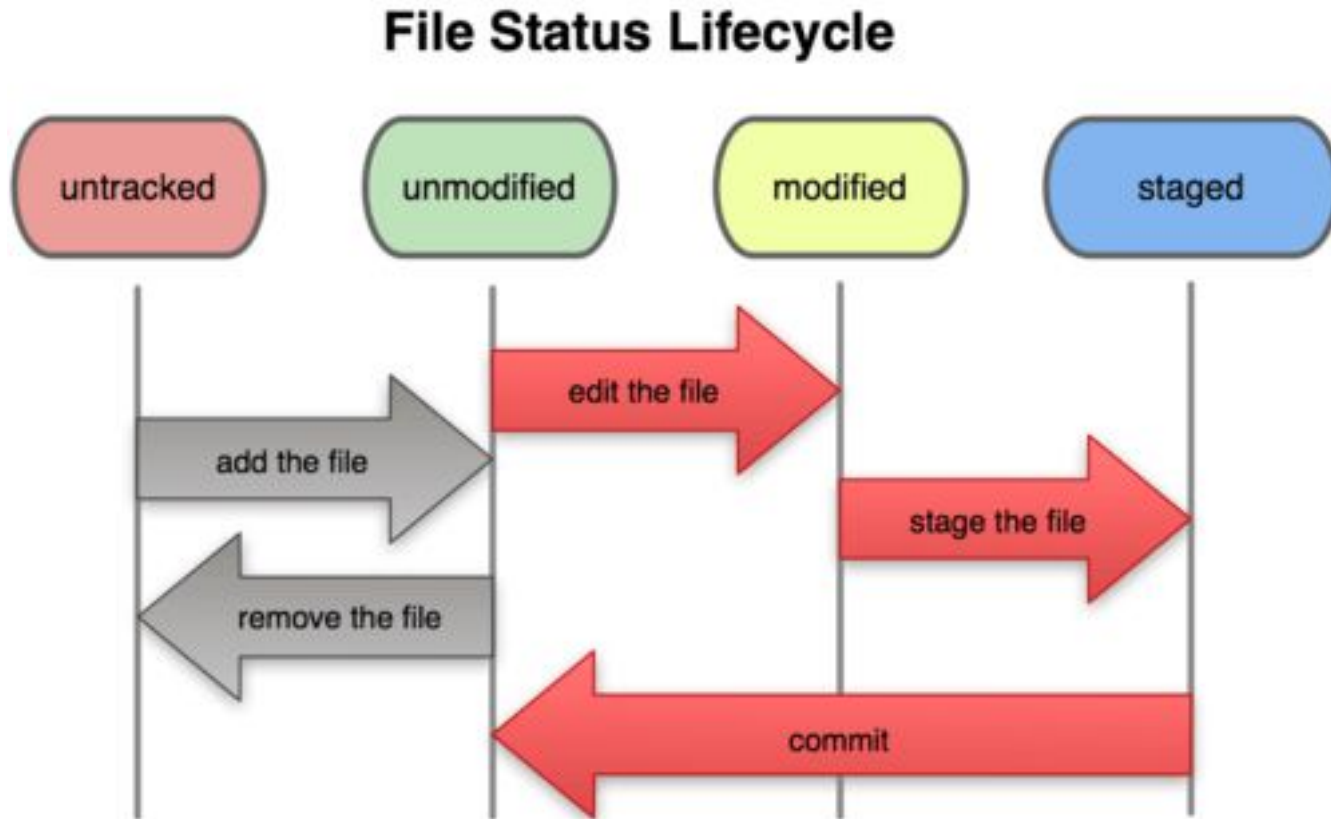 File Status Lifecycle
untracked
unmodified
modified
staged
edit the file
add the file
stage the file
remove the file
commit